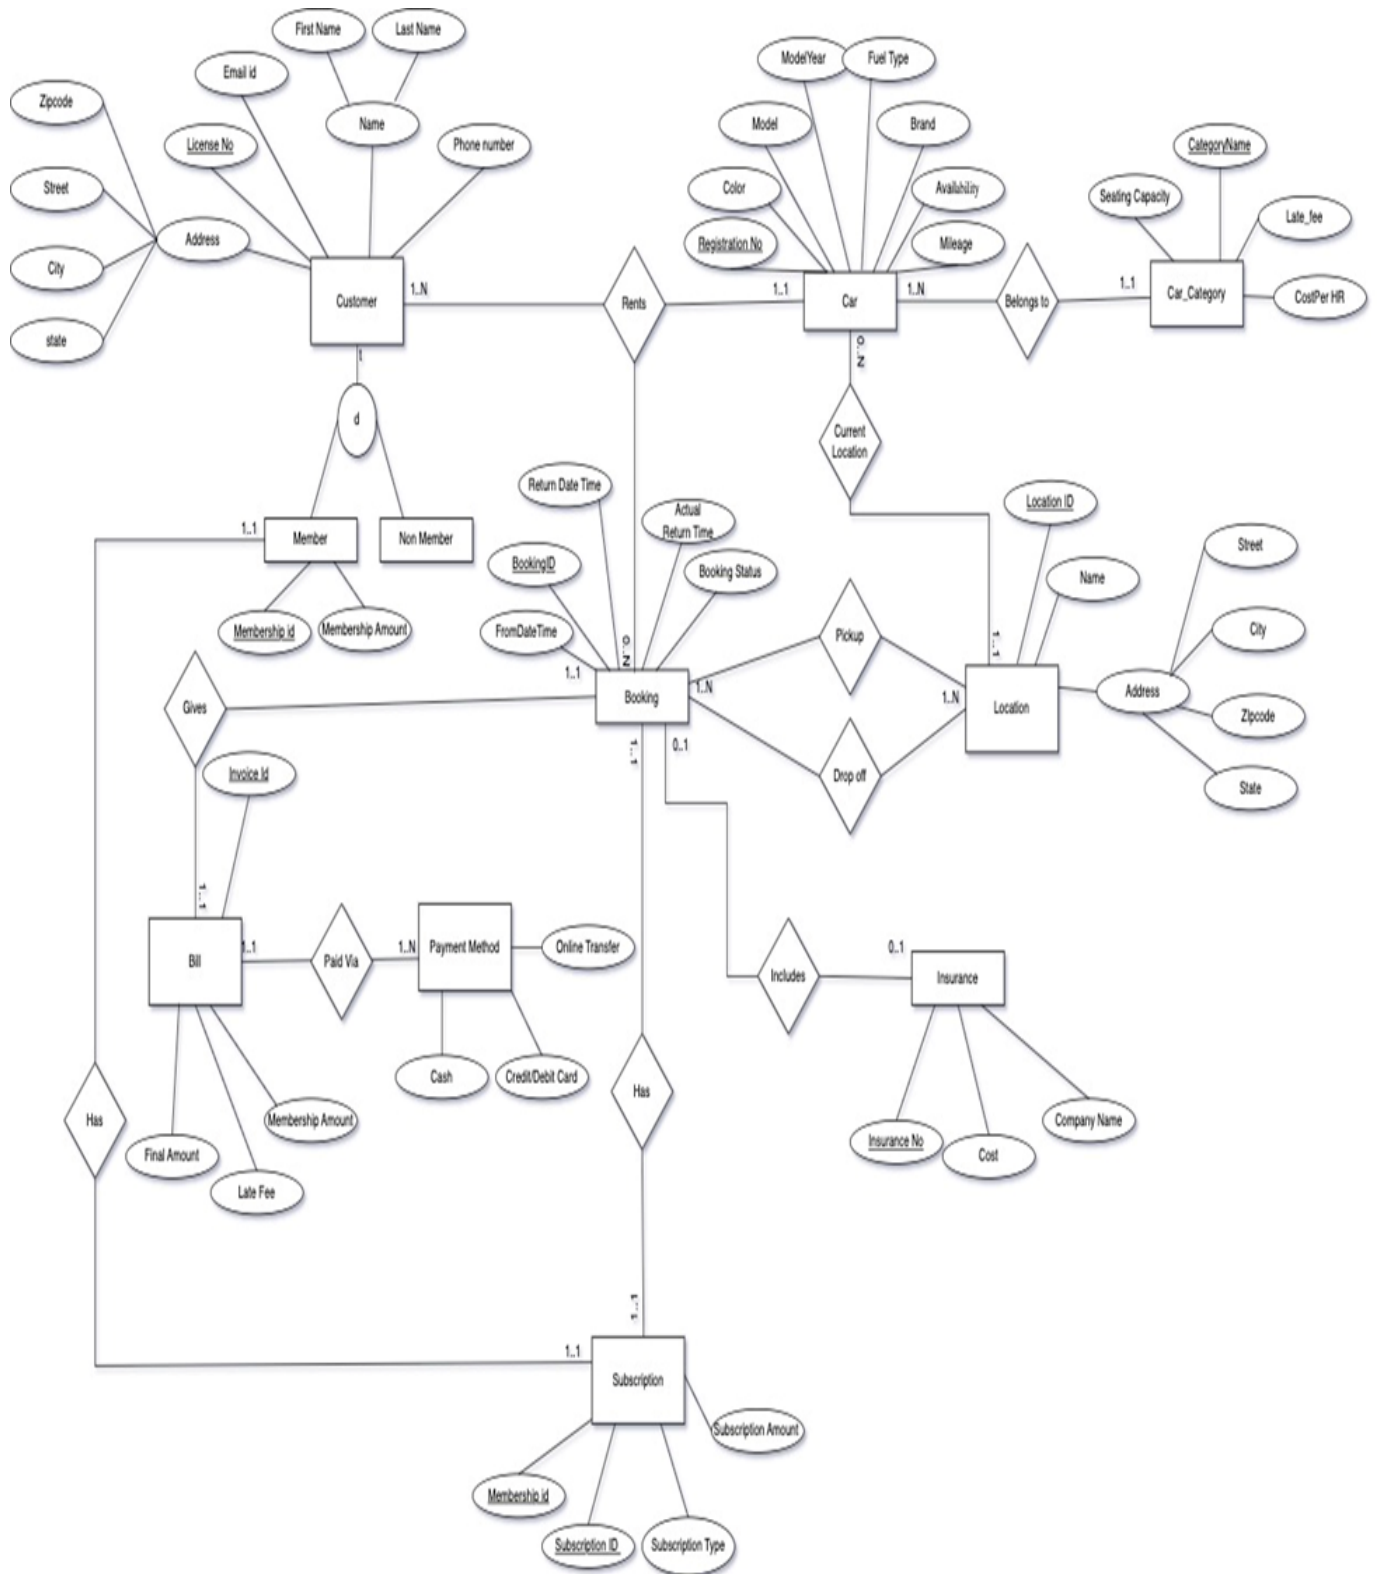 First Name
Last Name
ModelYear
Fuel Type
Email id
Zipcode
Name
Model
Brand
License No
Phone number
CategoryName
Street
Color
Availability
Seating Capacity
Late_fee
Address
Registration No
Mileage
City
Customer
1..N
Rents
1..1
Car
1..N
Belongs to
1..1
Car_Category
CostPer HR
state
0..N
d
Current
Location
Return Date Time
Location ID
Actual
Return Time
1..1
Member
Non Member
Street
BookingID
Booking Status
Name
Membership id
Membership Amount
FromDateTime
Pickup
City
0..N
1..1
1..1
Booking
1..N
1..N
Location
Address
Gives
Zipcode
1..1
0..1
Invoice Id
Drop off
State
1..1
Bill
1..1
Paid Via
1..N
Payment Method
Online Transfer
0..1
Includes
Insurance
Cash
Credit/Debit Card
Has
Has
Membership Amount
Company Name
Final Amount
Insurance No
Cost
Late Fee
1..1
1..1
Subscription
Subscription Amount
Membership id
Subscription ID
Subscription Type